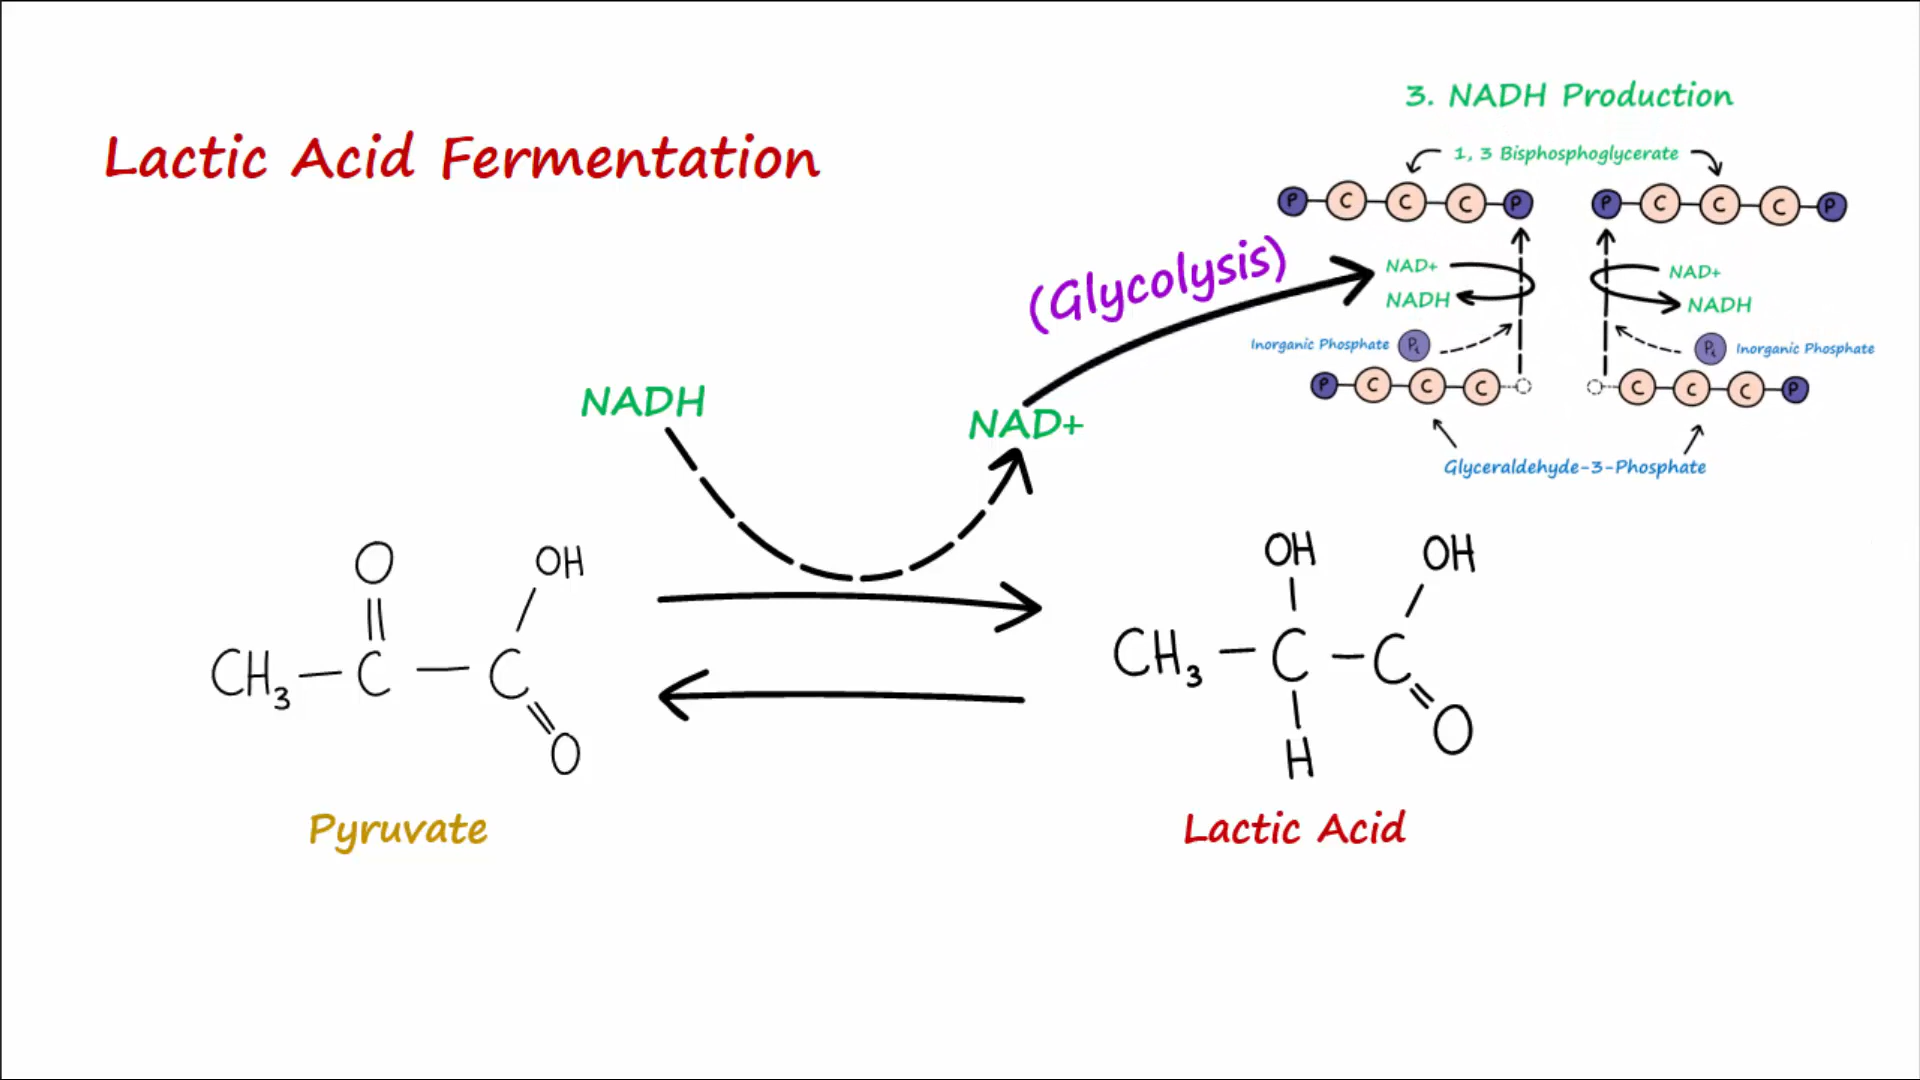 Lactic Acid Fermentation
3. NADH Production
1, 3 Bisphosphoglycerate
P C C C P
P C C C P
(Glycolysis)
NAD+
NADH
NAD+
NADH
Inorganic Phosphate Pi
Pi Inorganic Phosphate
P C C C
C C C P
Glyceraldehyde-3-Phosphate
NADH
NAD+
O
OH
CH3 C C
O
Pyruvate
OH
OH
CH3 C C
O
H
Lactic Acid